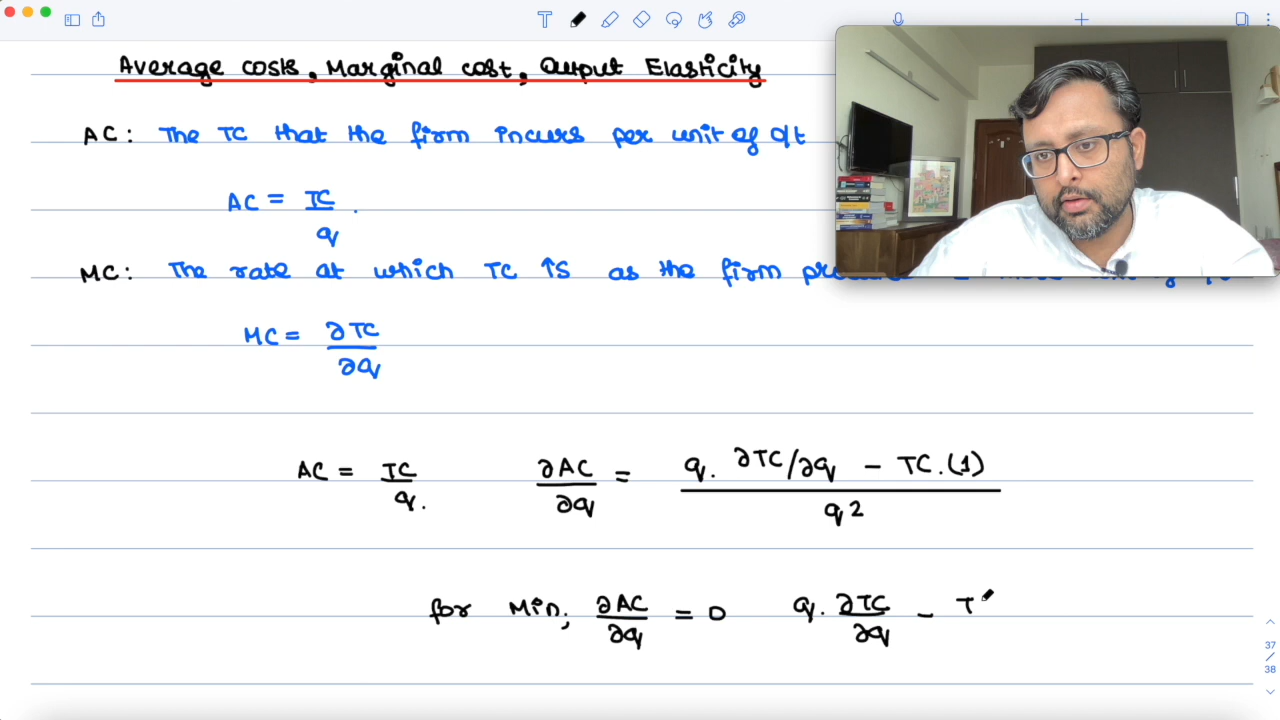 Average costs, Marginal cost, Output Elasticity
AC: The TC that the firm incurs per unit of o/t
AC = TC/q.
MC: The rate at which TC ↑s as the firm
MC = ∂TC/∂q
AC = TC/q. ∂AC/∂q = q. ∂TC/∂q - TC.(1) / q2
for Min; ∂AC/∂q = 0 q. ∂TC/∂q - T
37
/
38